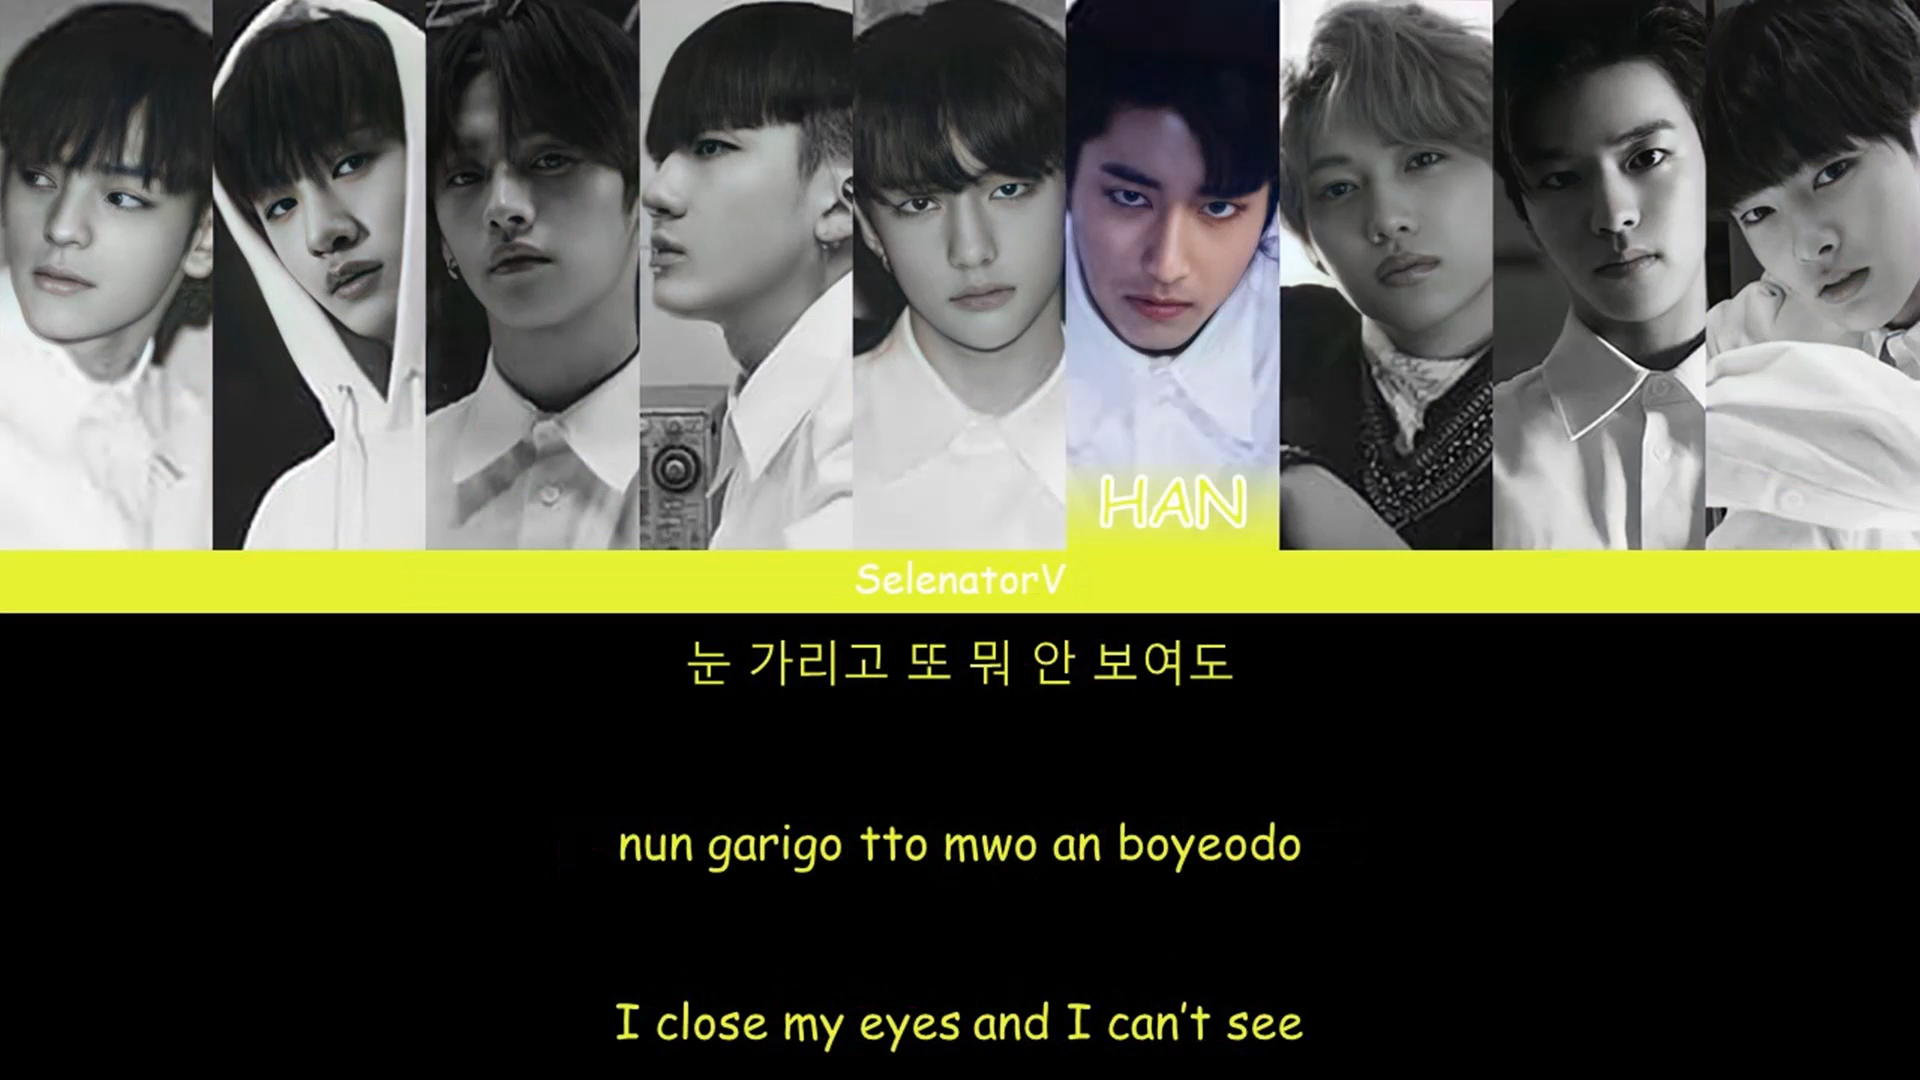 HAN
SelenatorV
눈 가리고 또 뭐 안 보여도
nun garigo tto mwo an boyeodo
I close my eyes and I can't see